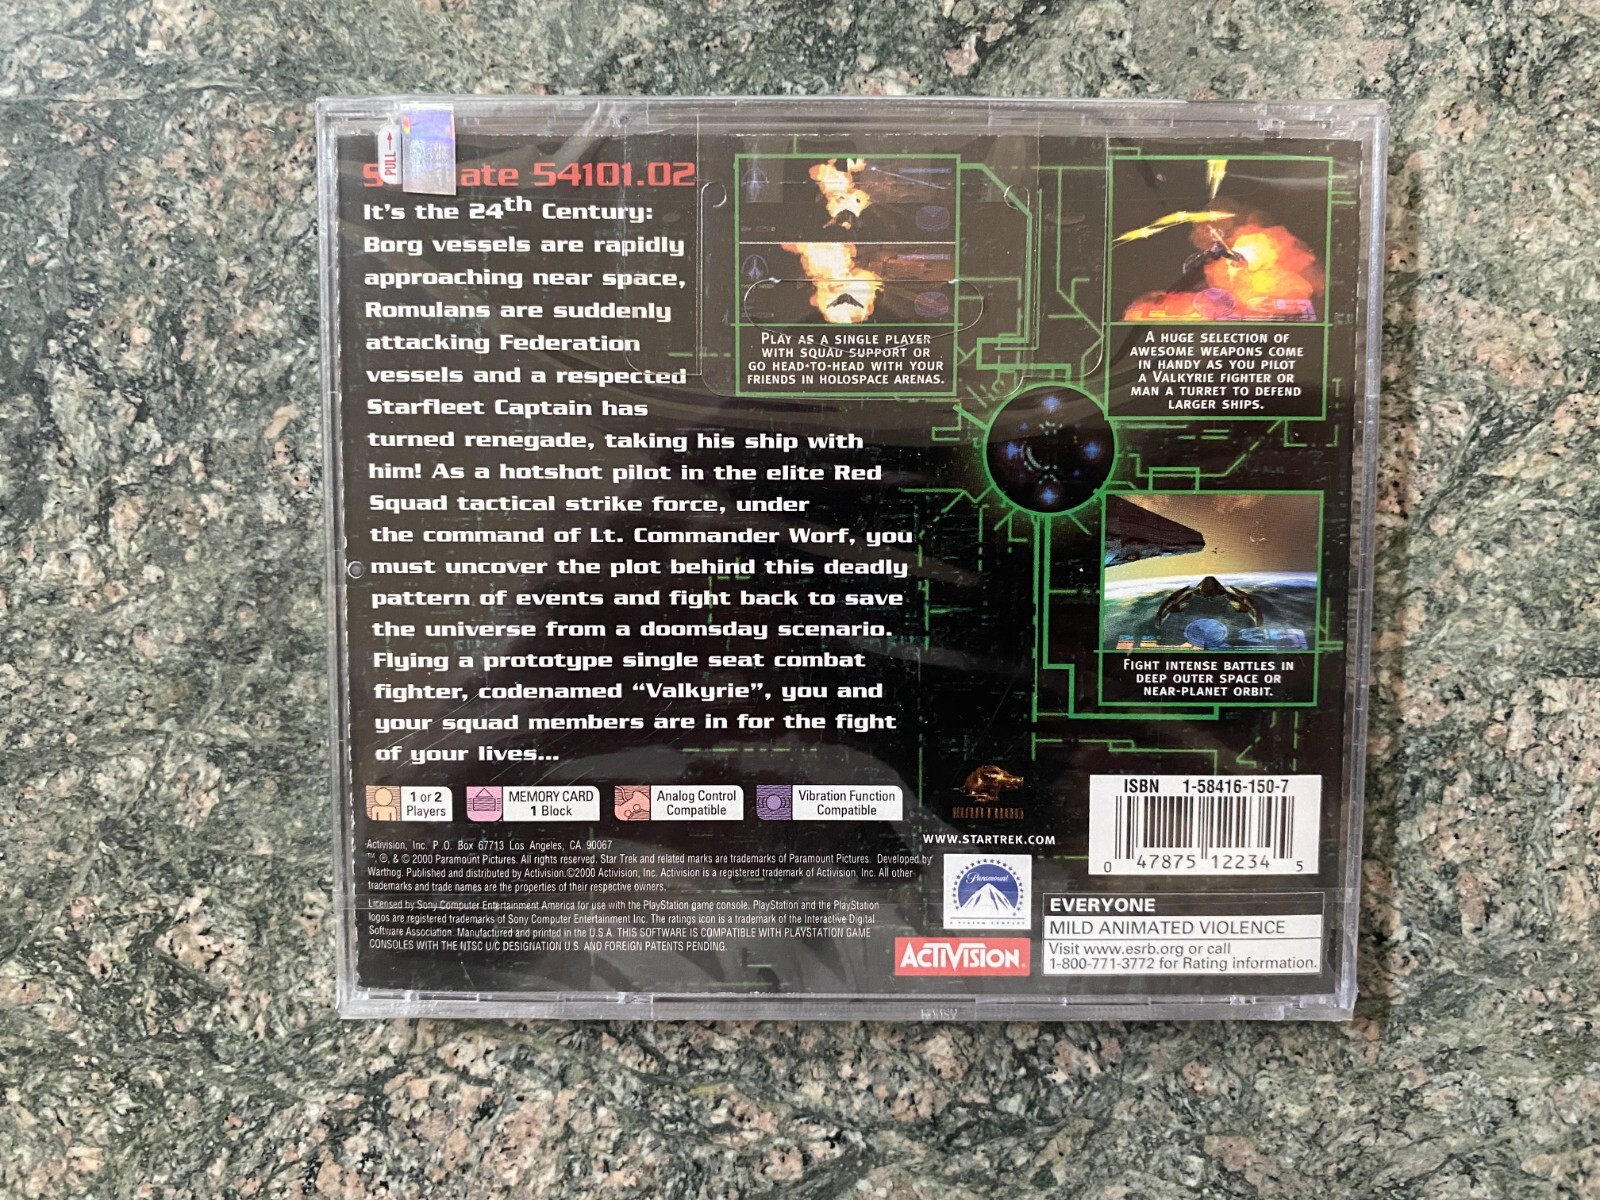 PULL
S ate 54101.02
It's the 24th Century:
Borg vessels are rapidly
approaching near space,
Romulans are suddenly
attacking Federation
vessels and a respected
Starfleet Captain has
turned renegade, taking his ship with
him! As a hotshot pilot in the elite Red
Squad tactical strike force, under
the command of Lt. Commander Worf, you
must uncover the plot behind this deadly
pattern of events and fight back to save
the universe from a doomsday scenario.
Flying a prototype single seat combat
fighter, codenamed “Valkyrie”, you and
your squad members are in for the fight
of your lives...
PLAY AS A SINGLE PLAYER
WITH SQUAD SUPPORT OR
GO HEAD-TO-HEAD WITH YOUR
FRIENDS IN HOLOSPACE ARENAS.
A HUGE SELECTION OF
AWESOME WEAPONS COME
IN HANDY AS YOU PILOT
A VALKYRIE FIGHTER OR
MAN A TURRET TO DEFEND
LARGER SHIPS.
FIGHT INTENSE BATTLES IN
DEEP OUTER SPACE OR
NEAR-PLANET ORBIT.
1 or 2
Players
MEMORY CARD
1 Block
Analog Control
Compatible
Vibration Function
Compatible
WARTHOG
WWW.STARTREK.COM
ISBN 1-58416-150-7
0 47875 12234 5
Activision, Inc. P.O. Box 67713 Los Angeles, CA 90067
™, ®, & © 2000 Paramount Pictures. All rights reserved. Star Trek and related marks are trademarks of Paramount Pictures. Developed by
Warthog. Published and distributed by Activision.©2000 Activision, Inc. Activision is a registered trademark of Activision, Inc. All other
trademarks and trade names are the properties of their respective owners.
Licensed by Sony Computer Entertainment America for use with the PlayStation game console. PlayStation and the PlayStation
logos are registered trademarks of Sony Computer Entertainment Inc. The ratings icon is a trademark of the Interactive Digital
Software Association. Manufactured and printed in the U.S.A. THIS SOFTWARE IS COMPATIBLE WITH PLAYSTATION GAME
CONSOLES WITH THE NTSC U/C DESIGNATION U.S. AND FOREIGN PATENTS PENDING.
Paramount
A VIACOM COMPANY
ACTIVISION.
EVERYONE
MILD ANIMATED VIOLENCE
Visit www.esrb.org or call
1-800-771-3772 for Rating information.